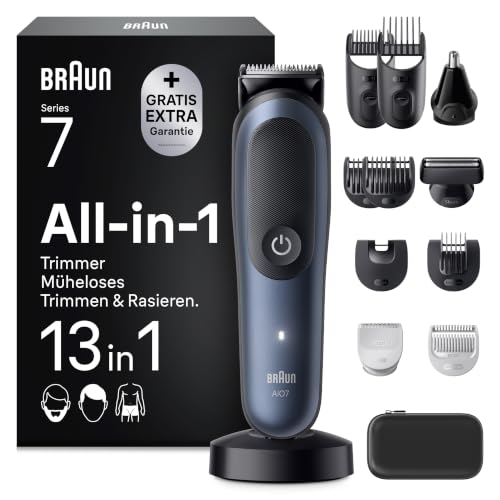 BRAUN
Series
7
+
GRATIS
EXTRA
Garantie
All-in-1
Trimmer
Müheloses
Trimmen & Rasieren.
13 in 1
BRAUN
AIO7